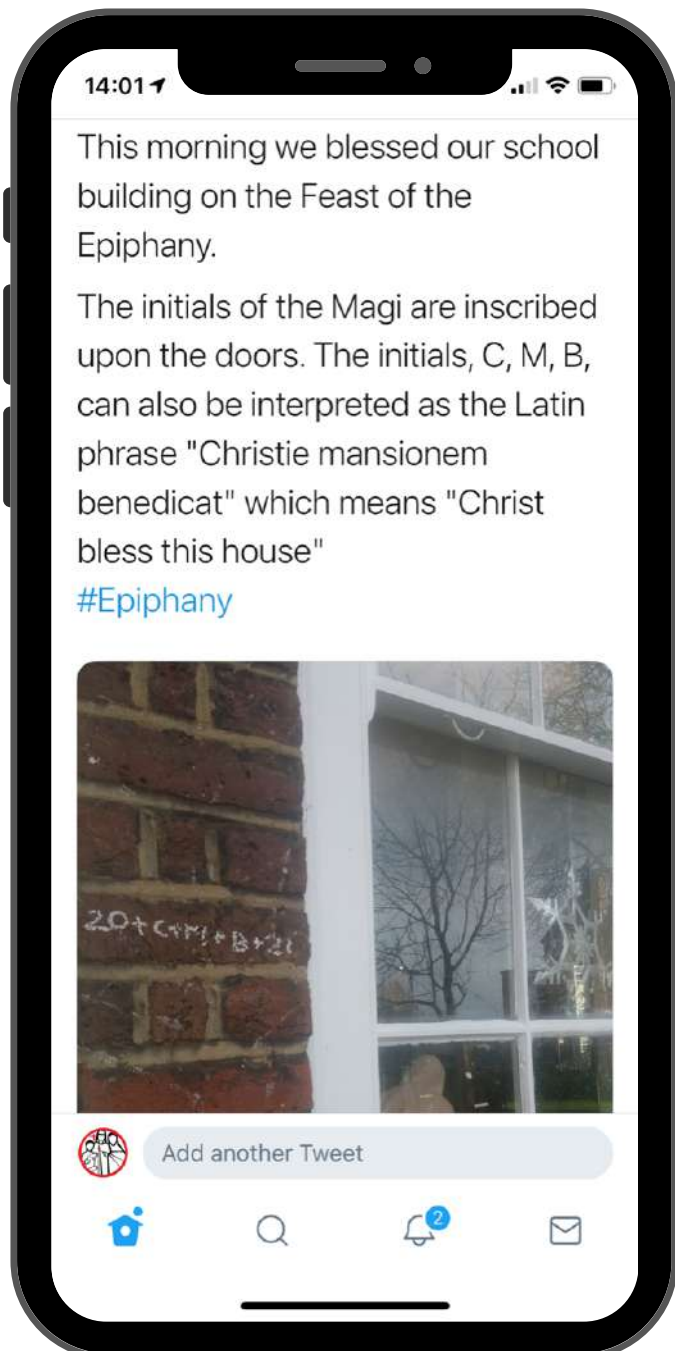 14:01
This morning we blessed our school
building on the Feast of the
Epiphany.
The initials of the Magi are inscribed
upon the doors. The initials, C, M, B,
can also be interpreted as the Latin
phrase "Christie mansionem
benedicat" which means "Christ
bless this house"
#Epiphany
20+C+M+B+21
Add another Tweet
2